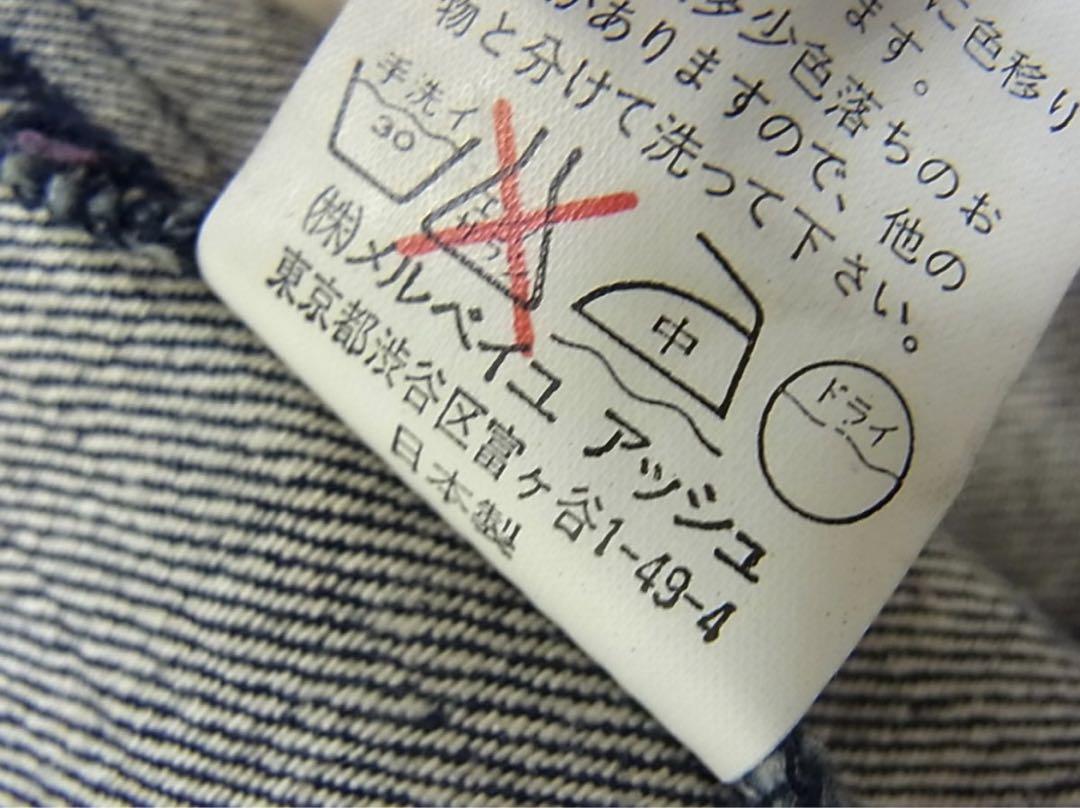 に色移り
ます。
多少色落ちのお
がありますので、他の
物と分けて洗って下さい。
手洗イ
30
中
ドライ
㈱メルベイユ アッシュ
東京都渋谷区富ヶ谷1-49-4
日本製